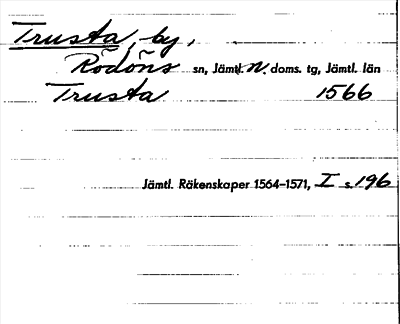 Trusta, by,
Rödöns sn, Jämtl. n. doms. tg, Jämtl. län
Trusta 1566
Jämtl. Räkenskaper 1564-1571, I s. 196